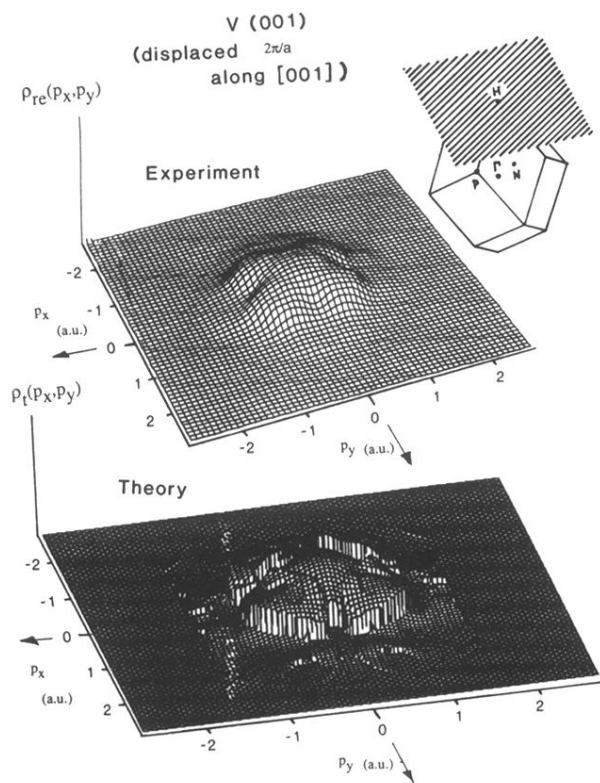 V (001)
(displaced 2π/a
along [001])
ρre(px,py)
H
Γ
P
N
Experiment
-2
-1
0
1
2
px
(a.u.)
-2
-1
0
1
2
py (a.u.)
ρt(px,py)
Theory
-2
-1
0
1
2
px
(a.u.)
-2
-1
0
1
2
py (a.u.)